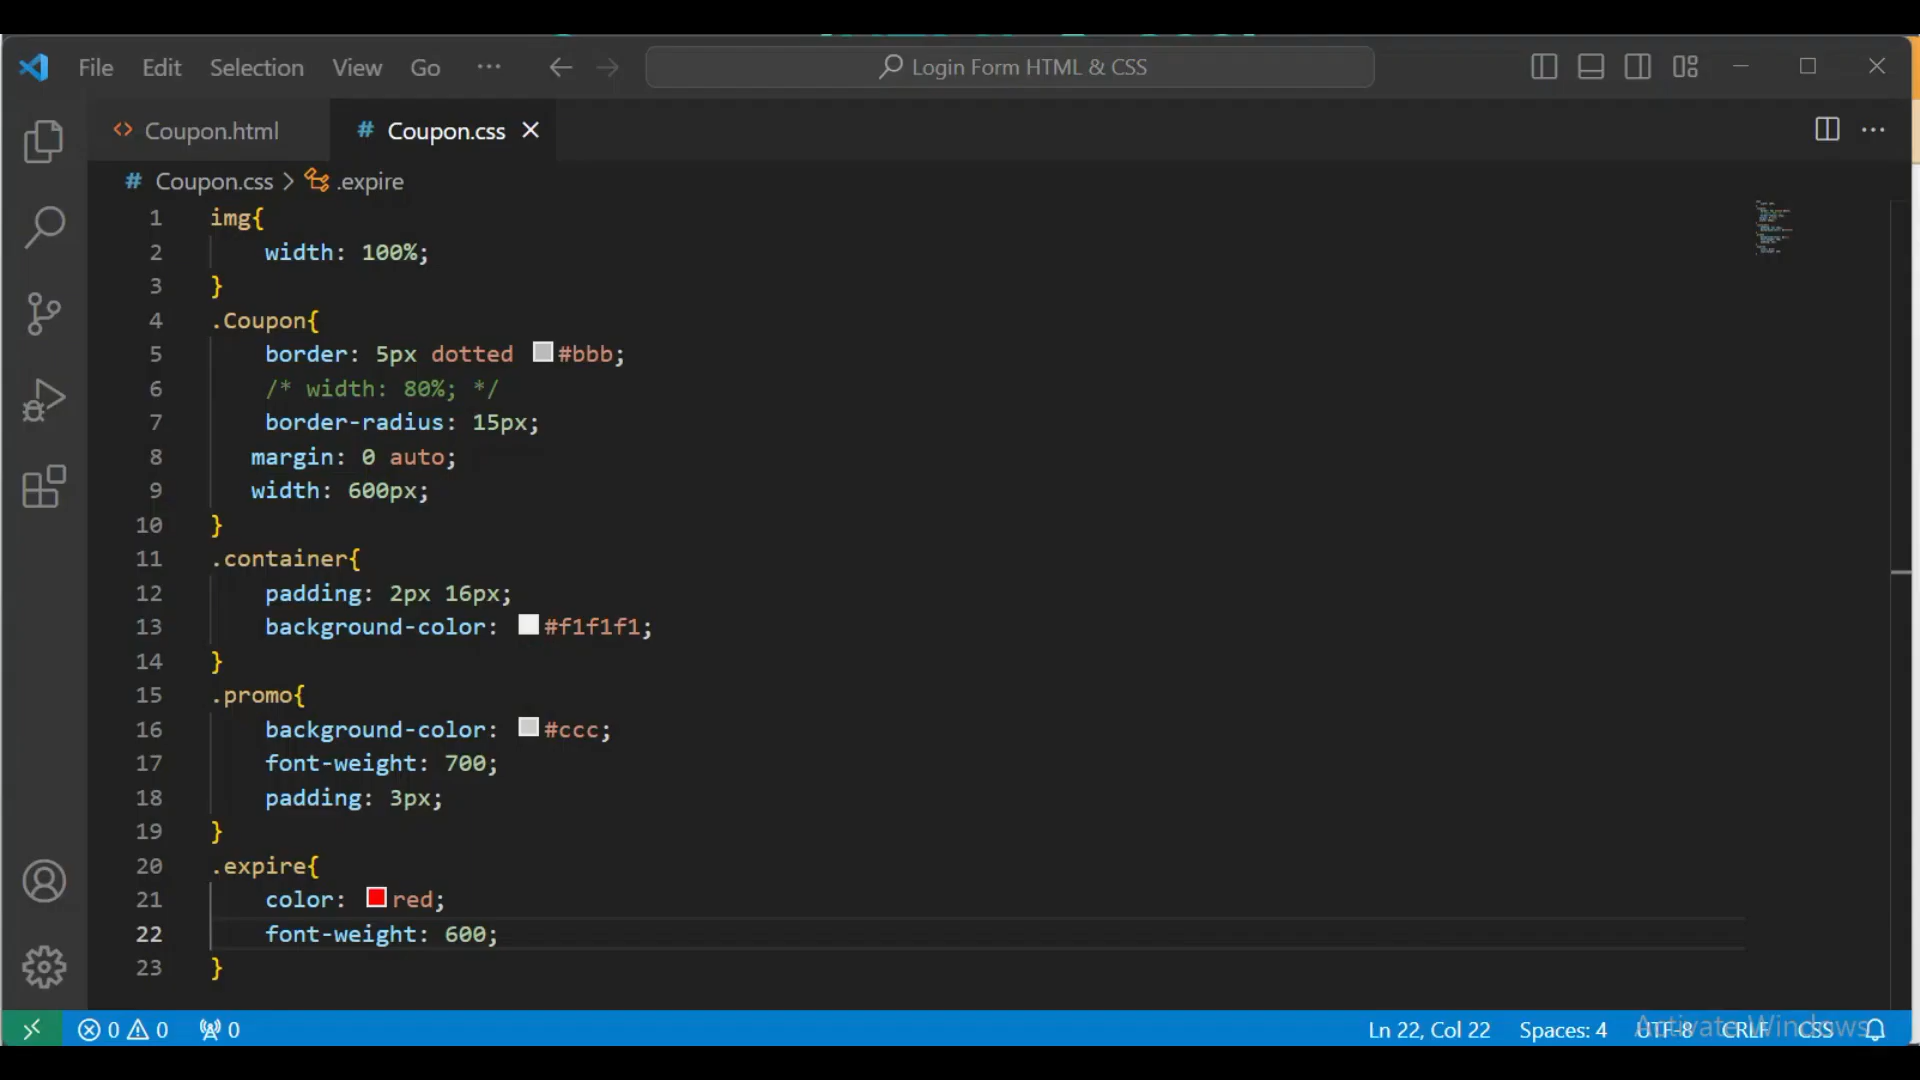 File Edit Selection View Go ··· Login Form HTML & CSS
Coupon.html # Coupon.css
# Coupon.css > .expire
1 img{
2 width: 100%;
3 }
4 .Coupon{
5 border: 5px dotted #bbb;
6 /* width: 80%; */
7 border-radius: 15px;
8 margin: 0 auto;
9 width: 600px;
10 }
11 .container{
12 padding: 2px 16px;
13 background-color: #f1f1f1;
14 }
15 .promo{
16 background-color: #ccc;
17 font-weight: 700;
18 padding: 3px;
19 }
20 .expire{
21 color: red;
22 font-weight: 600;
23 }
0 0 0 Ln 22, Col 22 Spaces: 4 UTF-8 CRLF CSS
Activate Windows